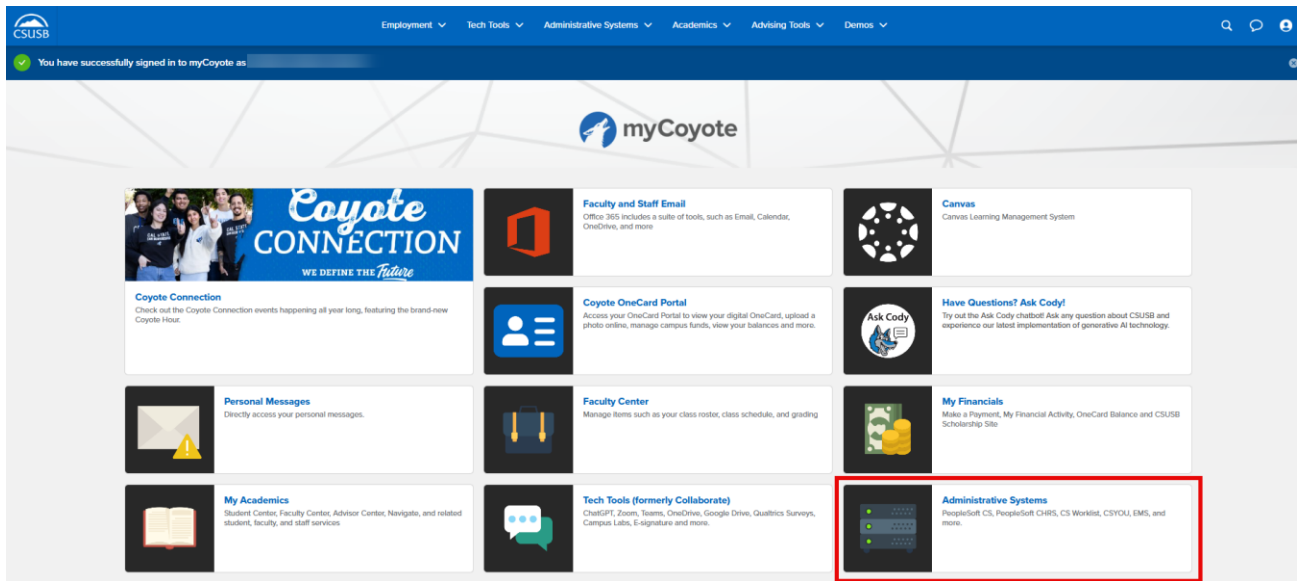 CSUSB
Employment
Tech Tools
Administrative Systems
Academics
Advising Tools
Demos
You have successfully signed in to myCoyote as
myCoyote
Coyote
CONNECTION
WE DEFINE THE Future
Coyote Connection
Check out the Coyote Connection events happening all year long, featuring the brand-new
Coyote Hour.
Faculty and Staff Email
Office 365 includes a suite of tools, such as Email, Calendar,
OneDrive, and more
Canvas
Canvas Learning Management System
Coyote OneCard Portal
Access your OneCard Portal to view your digital OneCard, upload a
photo online, manage campus funds, view your balances and more.
Ask Cody
Have Questions? Ask Cody!
Try out the Ask Cody chatbot! Ask any question about CSUSB and
experience our latest implementation of generative AI technology.
Personal Messages
Directly access your personal messages.
Faculty Center
Manage items such as your class roster, class schedule, and grading
My Financials
Make a Payment, My Financial Activity, OneCard Balance and CSUSB
Scholarship Site
My Academics
Student Center, Faculty Center, Advisor Center, Navigate, and related
student, faculty, and staff services
Tech Tools (formerly Collaborate)
ChatGPT, Zoom, Teams, OneDrive, Google Drive, Qualtrics Surveys,
Campus Labs, E-signature and more.
Administrative Systems
PeopleSoft CS, PeopleSoft CHRS, CS Worklist, CSYOU, EMS, and
more.